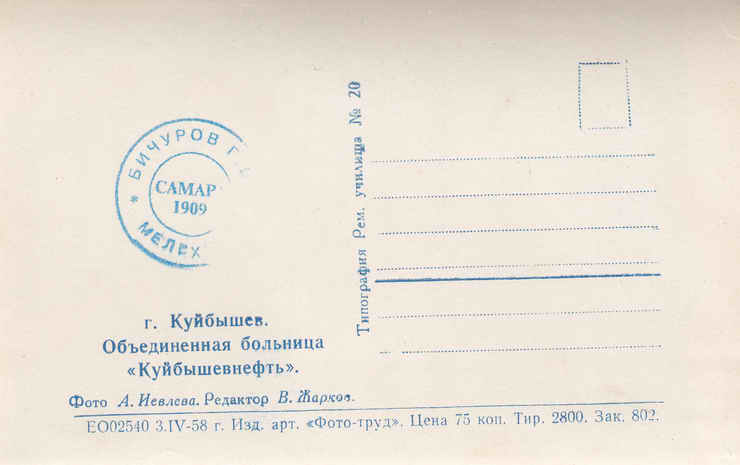 * БИЧУРОВ Г.
САМАР
1909
МЕЛЕХ
Типография Рем. училища № 20
г. Куйбышев.
Объединенная больница
«Куйбышевнефть».
Фото А. Иевлева. Редактор В. Жарков.
ЕО02540 3.IV-58 г. Изд. арт. «Фото-труд». Цена 75 коп. Тир. 2800. Зак. 802.